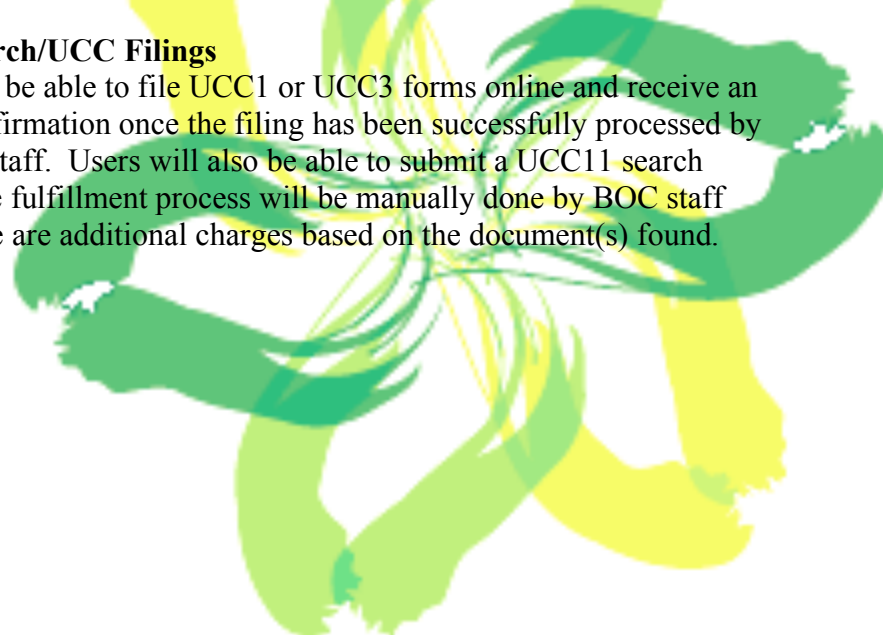 rch/UCC Filings
be able to file UCC1 or UCC3 forms online and receive an
firmation once the filing has been successfully processed by
taff. Users will also be able to submit a UCC11 search
e fulfillment process will be manually done by BOC staff
e are additional charges based on the document(s) found.